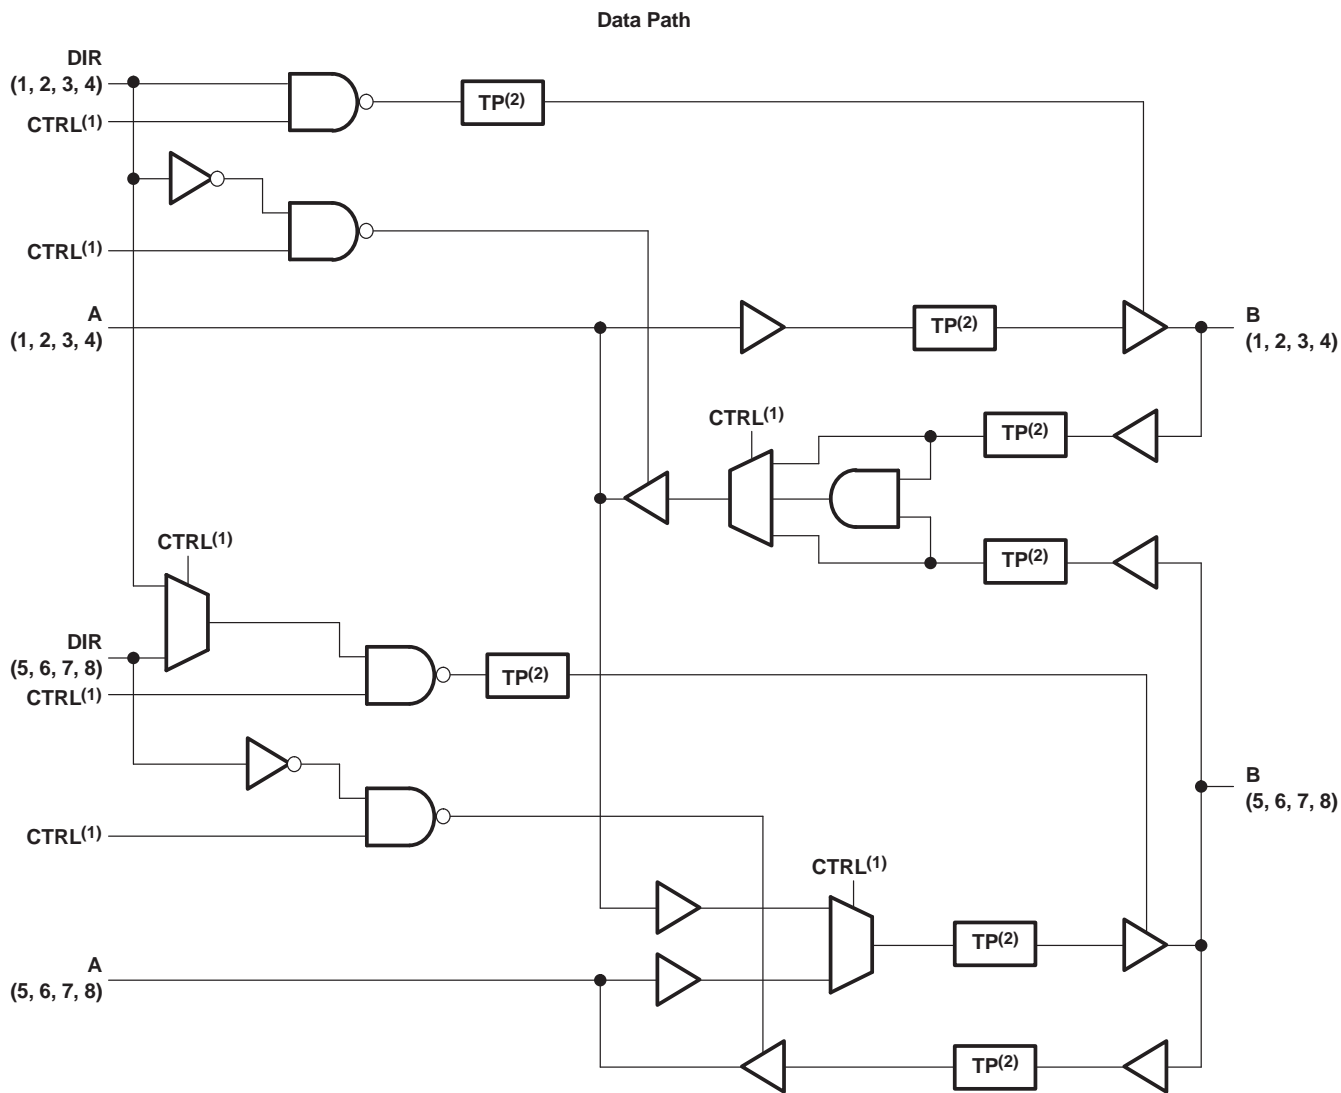 Data Path
DIR
(1, 2, 3, 4)
CTRL(1)
TP(2)
CTRL(1)
A
(1, 2, 3, 4)
TP(2)
B
(1, 2, 3, 4)
CTRL(1)
TP(2)
TP(2)
CTRL(1)
DIR
(5, 6, 7, 8)
CTRL(1)
TP(2)
B
(5, 6, 7, 8)
CTRL(1)
CTRL(1)
TP(2)
A
(5, 6, 7, 8)
TP(2)